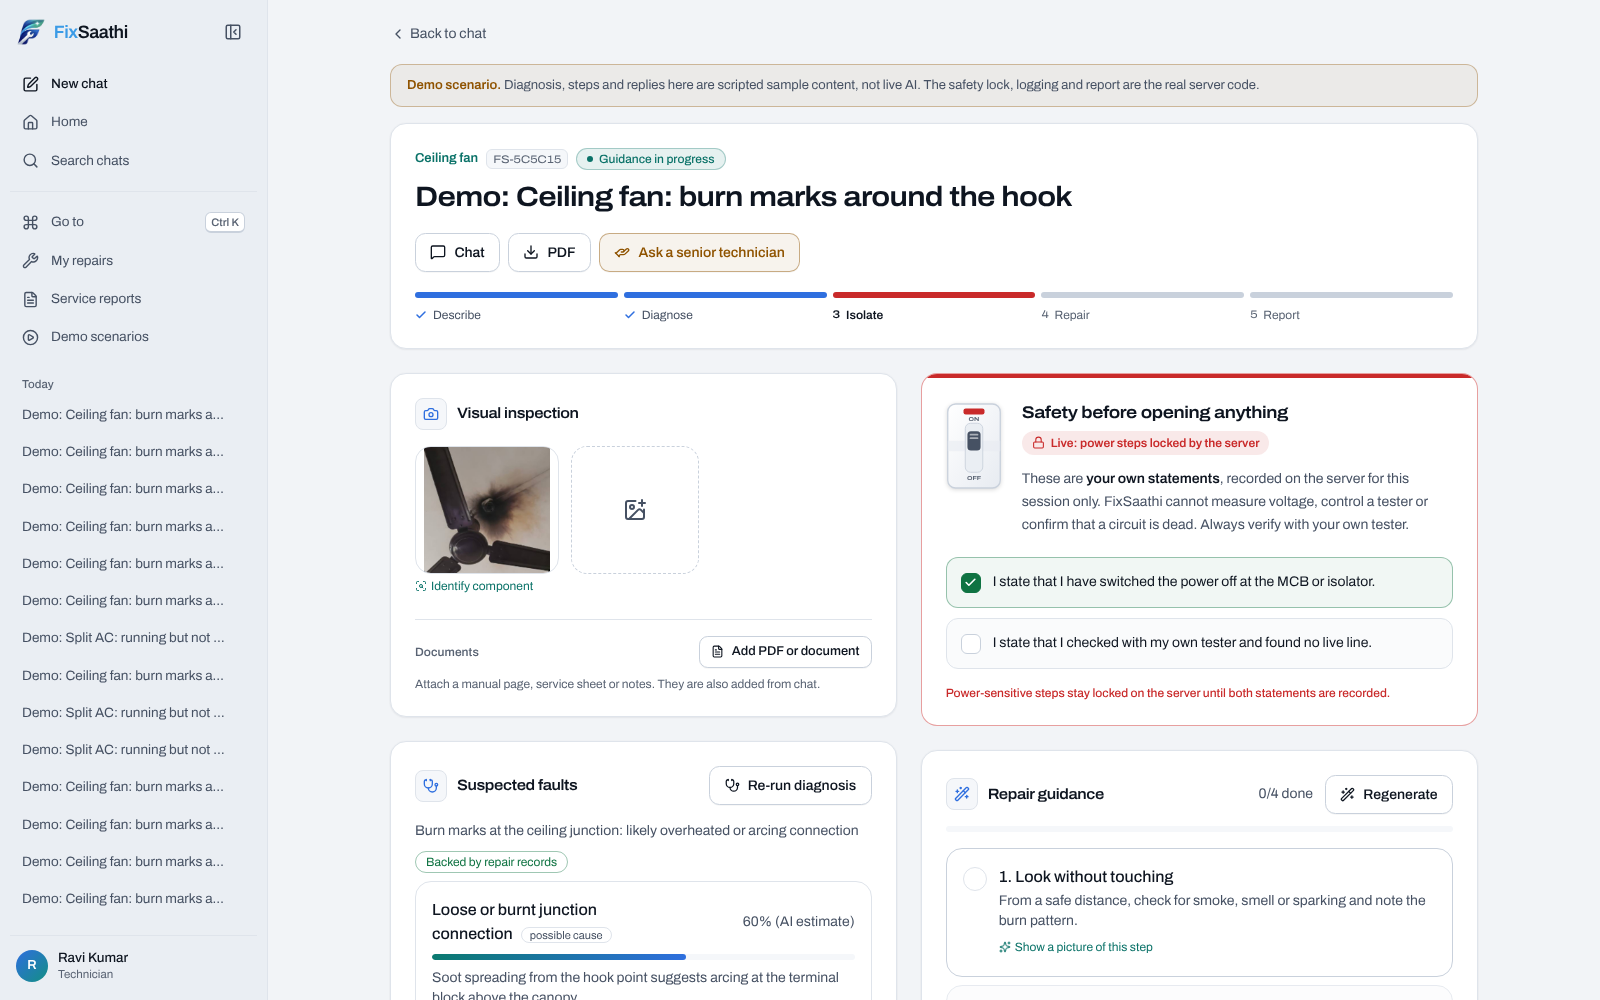 FixSaathi
New chat
Home
Search chats
Go to
Ctrl K
My repairs
Service reports
Demo scenarios
Today
Demo: Ceiling fan: burn marks a...
Demo: Ceiling fan: burn marks a...
Demo: Ceiling fan: burn marks a...
Demo: Ceiling fan: burn marks a...
Demo: Ceiling fan: burn marks a...
Demo: Ceiling fan: burn marks a...
Demo: Split AC: running but not ...
Demo: Ceiling fan: burn marks a...
Demo: Split AC: running but not ...
Demo: Split AC: running but not ...
Demo: Ceiling fan: burn marks a...
Demo: Ceiling fan: burn marks a...
Demo: Ceiling fan: burn marks a...
Demo: Ceiling fan: burn marks a...
R
Ravi Kumar
Technician
Back to chat
Demo scenario. Diagnosis, steps and replies here are scripted sample content, not live AI. The safety lock, logging and report are the real server code.
Ceiling fan
FS-5C5C15
Guidance in progress
Demo: Ceiling fan: burn marks around the hook
Chat
PDF
Ask a senior technician
Describe
Diagnose
3 Isolate
4 Repair
5 Report
Visual inspection
Identify component
Documents
Add PDF or document
Attach a manual page, service sheet or notes. They are also added from chat.
Suspected faults
Re-run diagnosis
Burn marks at the ceiling junction: likely overheated or arcing connection
Backed by repair records
Loose or burnt junction
connection
possible cause
60% (AI estimate)
Soot spreading from the hook point suggests arcing at the terminal
block above the canopy.
ON
OFF
Safety before opening anything
Live: power steps locked by the server
These are your own statements, recorded on the server for this
session only. FixSaathi cannot measure voltage, control a tester or
confirm that a circuit is dead. Always verify with your own tester.
I state that I have switched the power off at the MCB or isolator.
I state that I checked with my own tester and found no live line.
Power-sensitive steps stay locked on the server until both statements are recorded.
Repair guidance
0/4 done
Regenerate
1. Look without touching
From a safe distance, check for smoke, smell or sparking and note the
burn pattern.
Show a picture of this step